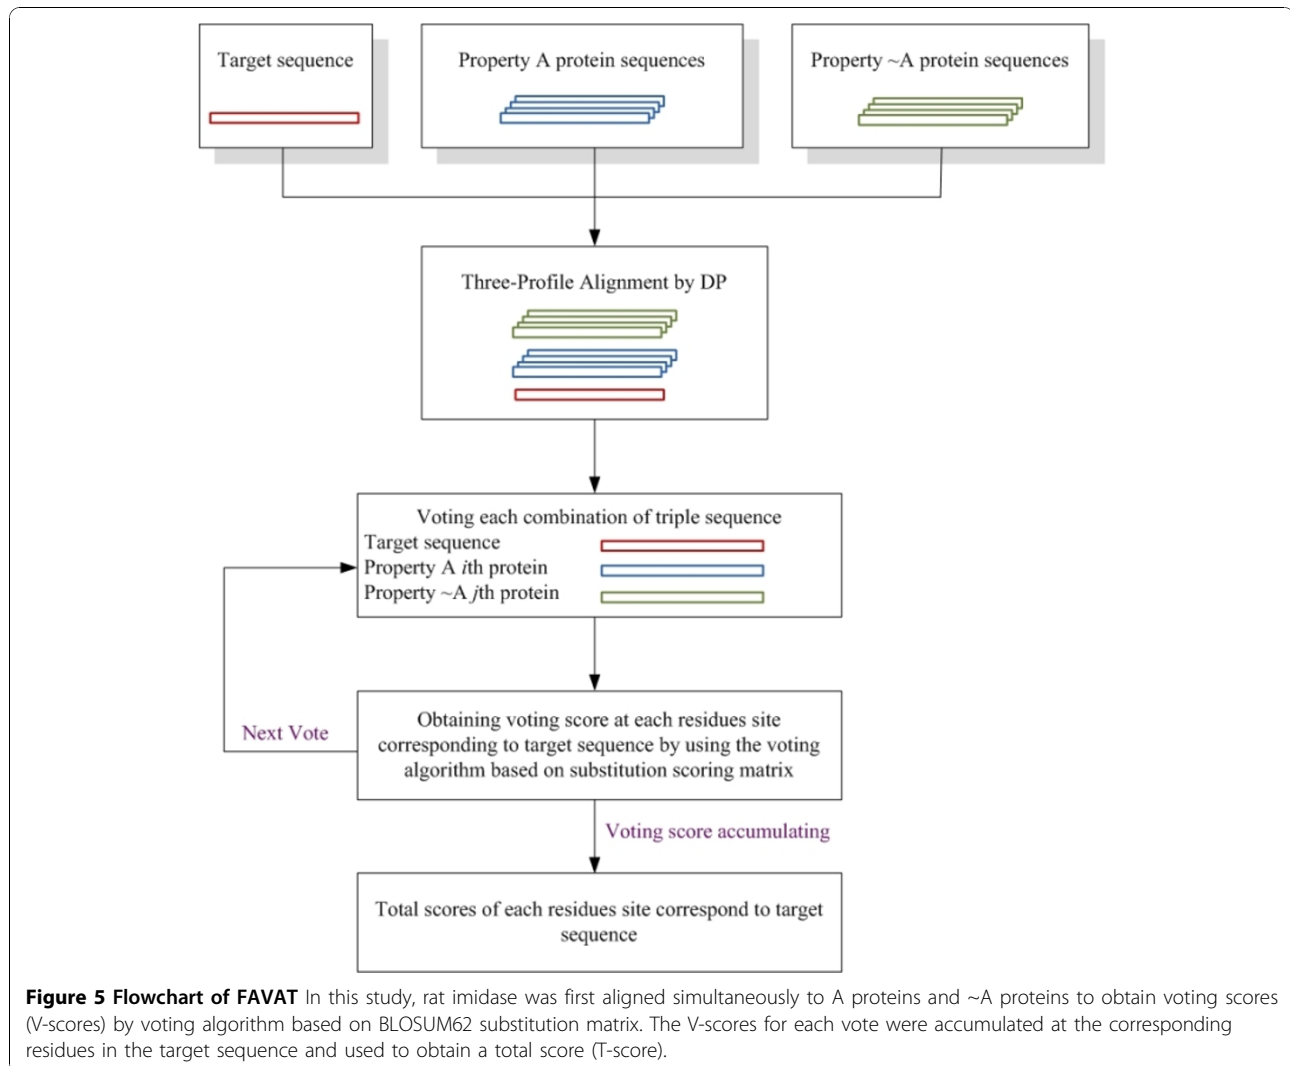 Target sequence
Property A protein sequences
Property ~A protein sequences
Three-Profile Alignment by DP
Voting each combination of triple sequence
Target sequence
Property A ith protein
Property ~A jth protein
Obtaining voting score at each residues site
corresponding to target sequence by using the voting
algorithm based on substitution scoring matrix
Next Vote
Voting score accumulating
Total scores of each residues site correspond to target
sequence
Figure 5 Flowchart of FAVAT In this study, rat imidase was first aligned simultaneously to A proteins and ~A proteins to obtain voting scores
(V-scores) by voting algorithm based on BLOSUM62 substitution matrix. The V-scores for each vote were accumulated at the corresponding
residues in the target sequence and used to obtain a total score (T-score).